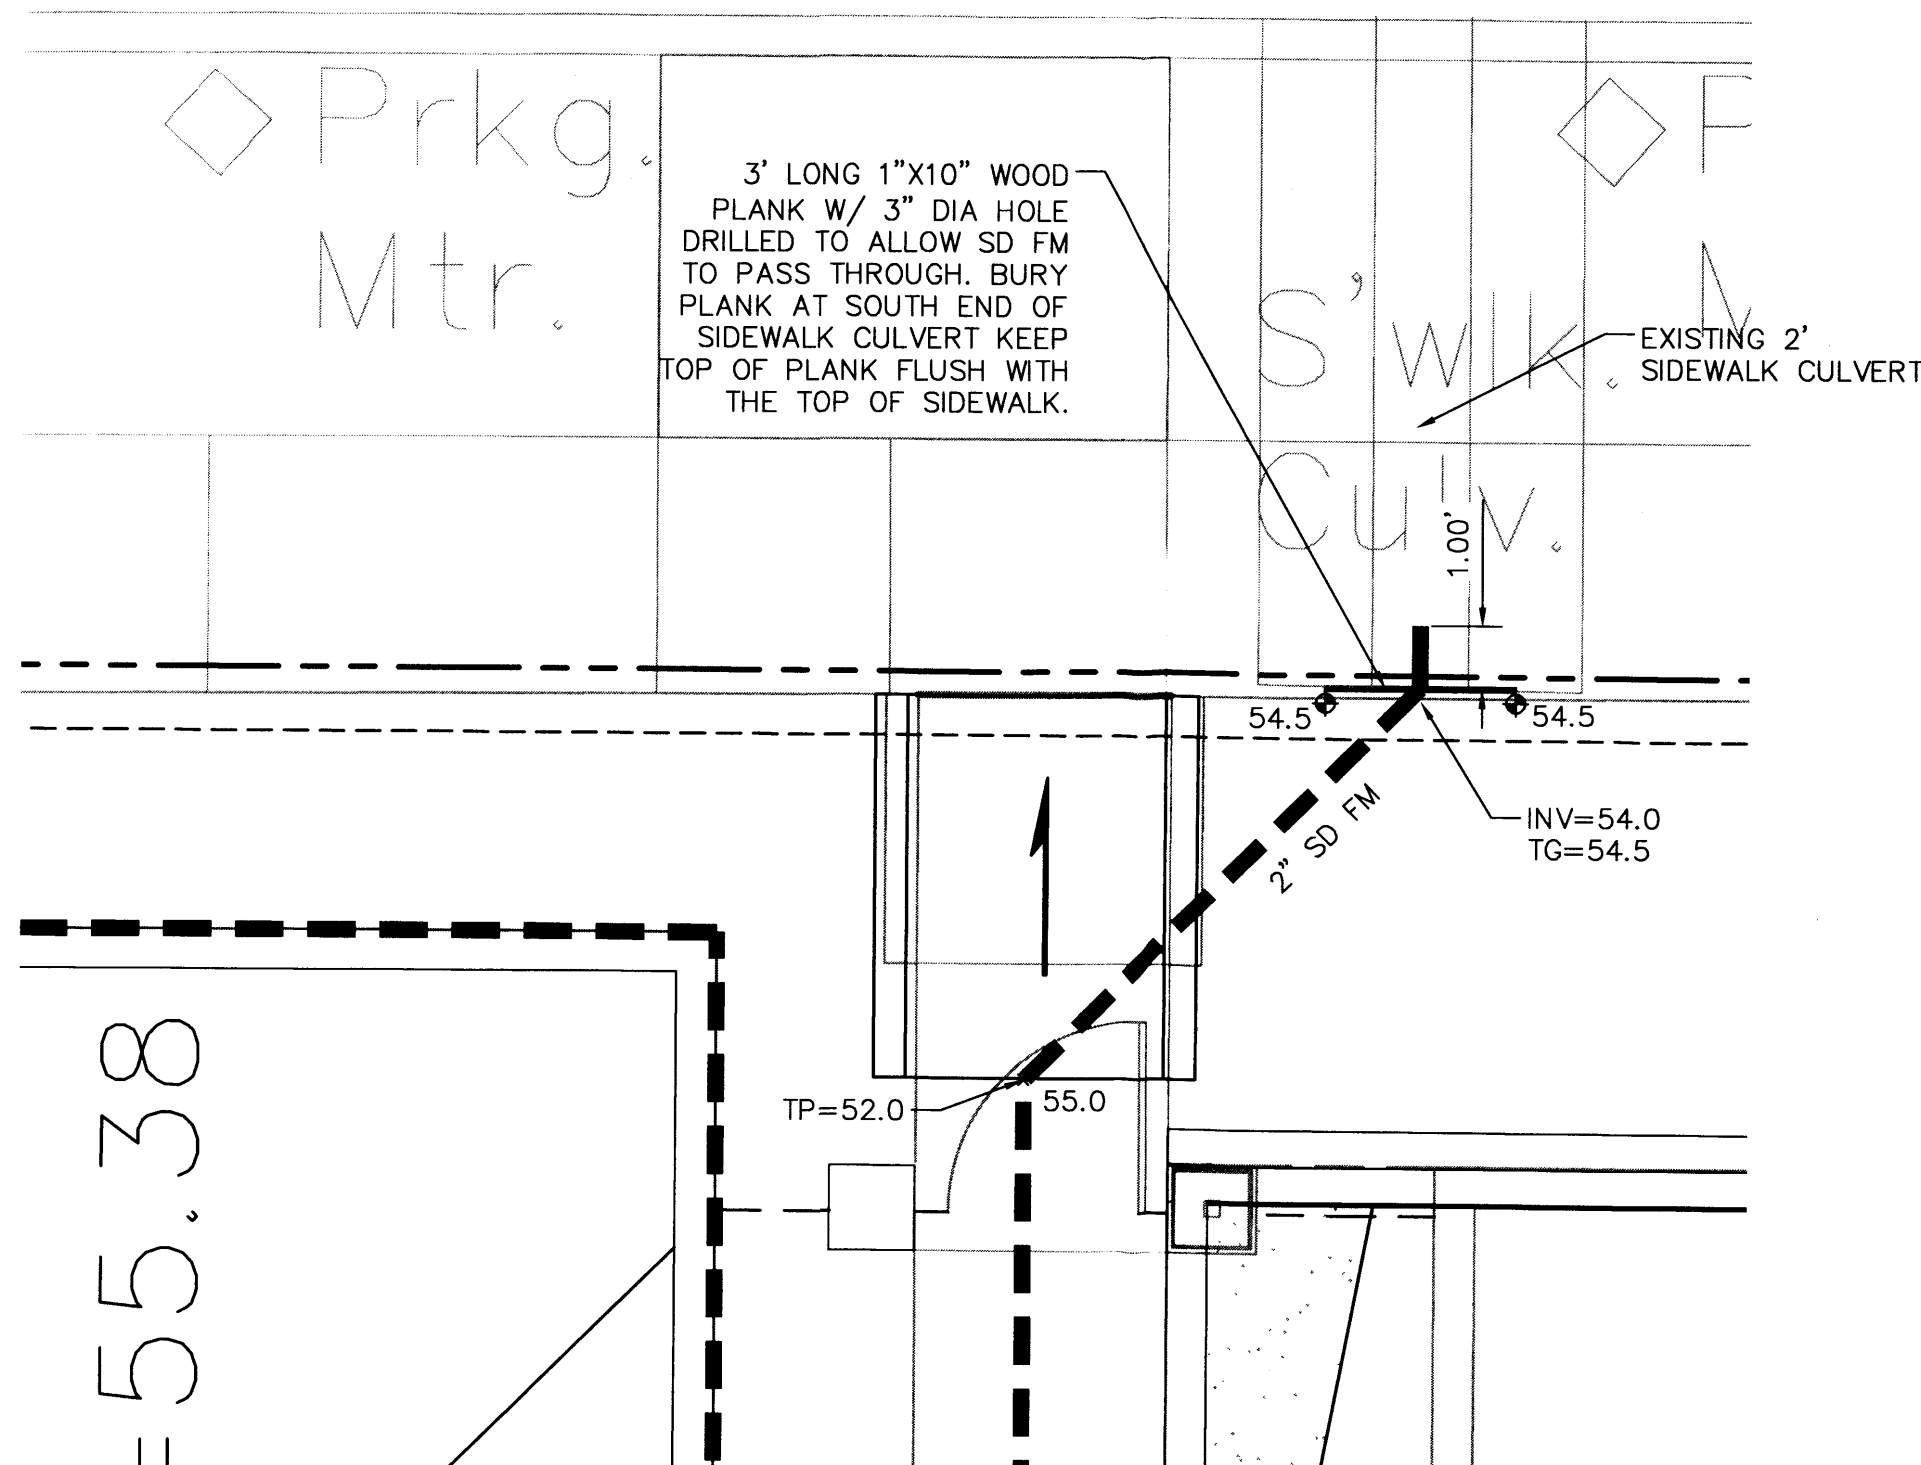 Prkg.
Mtr.
3' LONG 1"X10" WOOD
PLANK W/ 3" DIA HOLE
DRILLED TO ALLOW SD FM
TO PASS THROUGH. BURY
PLANK AT SOUTH END OF
SIDEWALK CULVERT KEEP
TOP OF PLANK FLUSH WITH
THE TOP OF SIDEWALK.
S'wlk.
Cu'v.
EXISTING 2'
SIDEWALK CULVERT
1.00'
54.5
54.5
INV=54.0
TG=54.5
2" SD FM
TP=52.0
55.0
=55.38